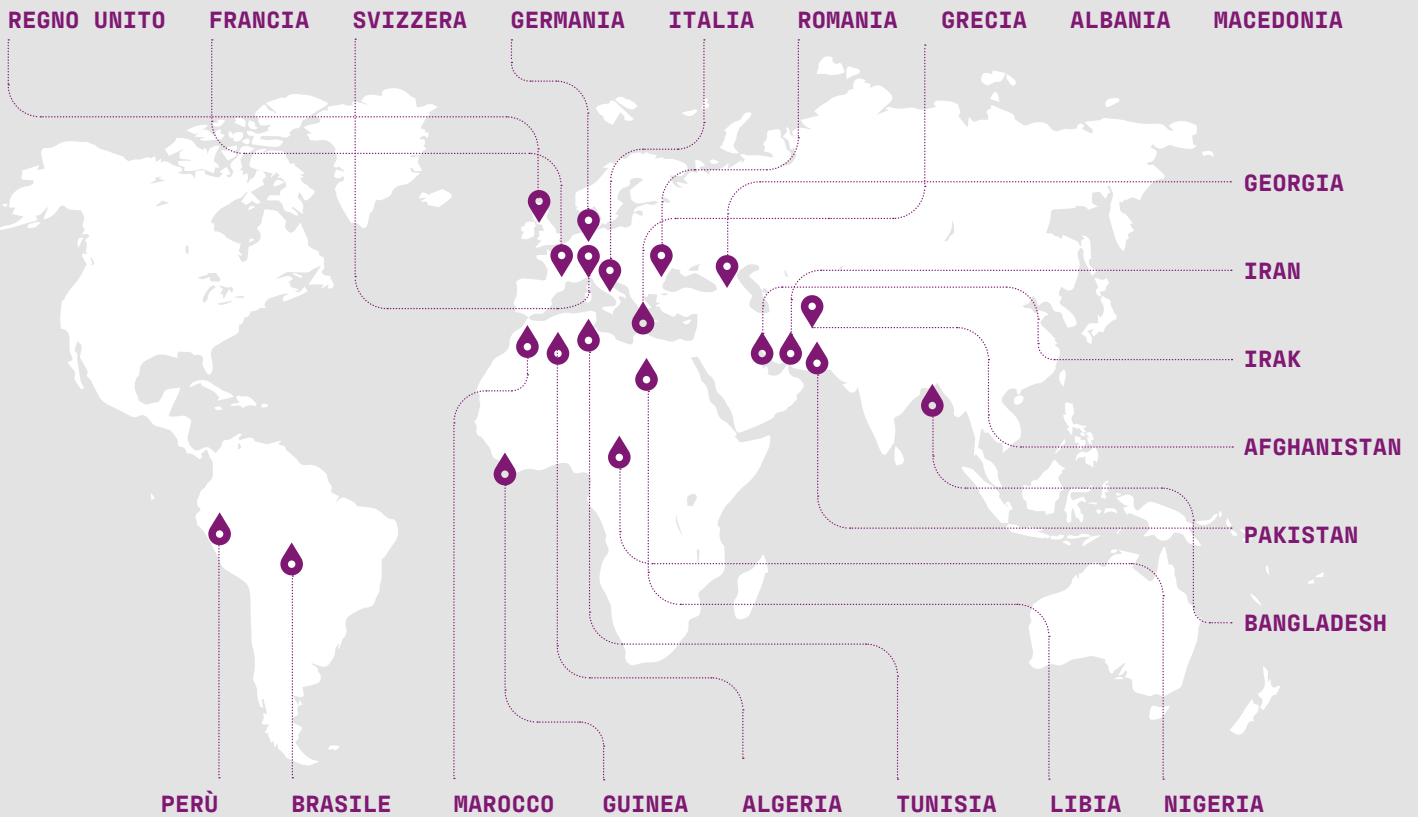 REGNO UNITO FRANCIA SVIZZERA GERMANIA ITALIA ROMANIA GRECIA ALBANIA MACEDONIA
GEORGIA
IRAN
IRAK
AFGHANISTAN
PAKISTAN
BANGLADESH
PERÙ BRASILE MAROCCO GUINEA ALGERIA TUNISIA LIBIA NIGERIA